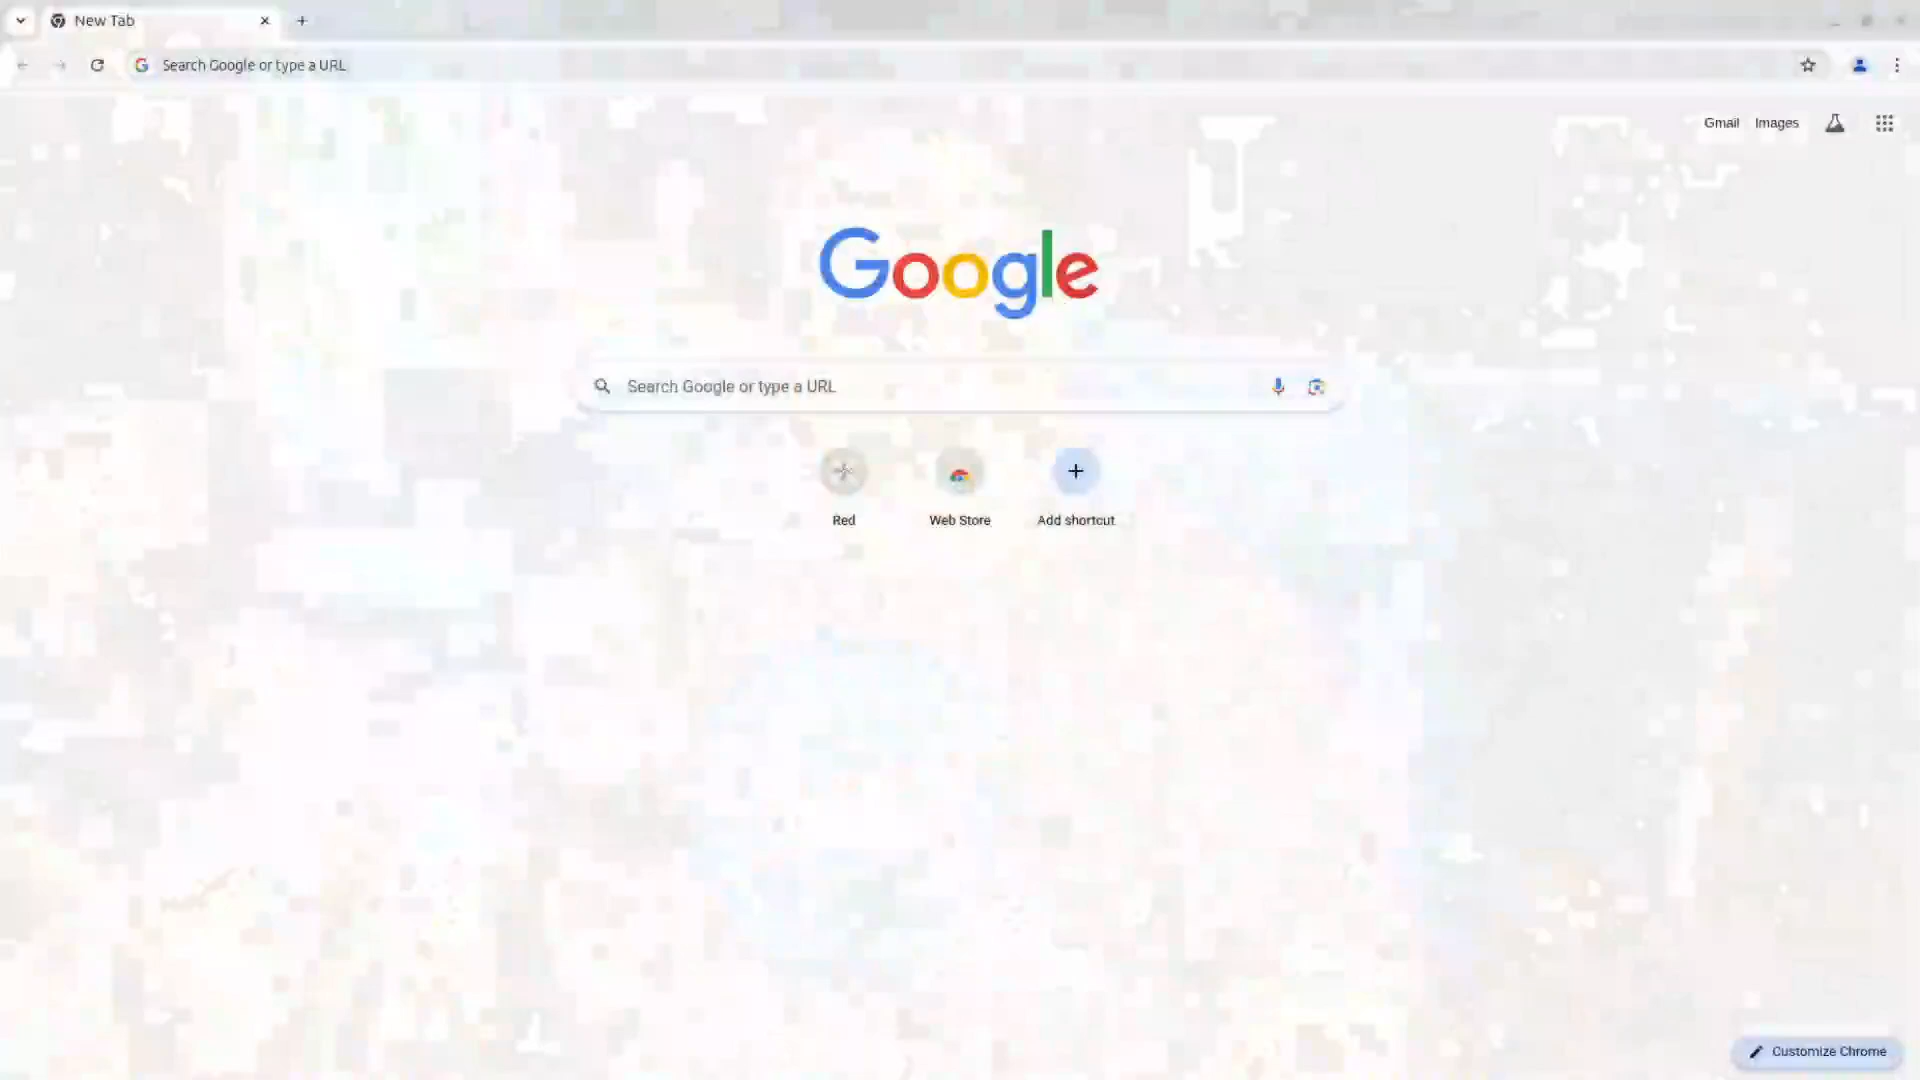 New Tab
Search Google or type a URL
Gmail Images
Google
Search Google or type a URL
Red Web Store Add shortcut
Customize Chrome